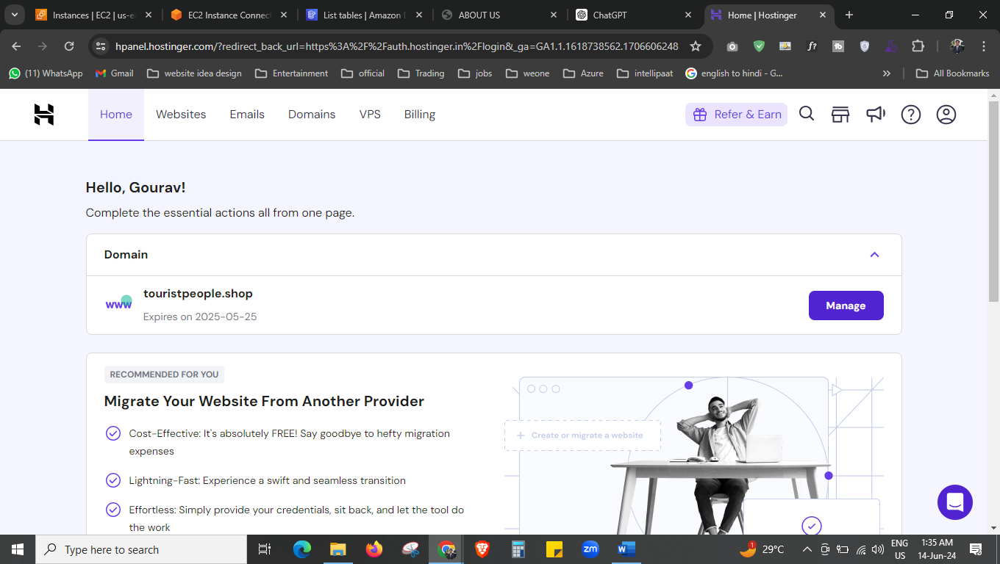 Instances | EC2 | us-ea
EC2 Instance Connect
List tables | Amazon D
ABOUT US
ChatGPT
Home | Hostinger
hpanel.hostinger.com/?redirect_back_url=https%3A%2F%2Fauth.hostinger.in%2Flogin&_ga=GA1.1.1618738562.1706606248
(11) WhatsApp
Gmail
website idea design
Entertainment
official
Trading
jobs
weone
Azure
intellipaat
english to hindi - G...
All Bookmarks
Home
Websites
Emails
Domains
VPS
Billing
Refer & Earn
Hello, Gourav!
Complete the essential actions all from one page.
Domain
www
touristpeople.shop
Expires on 2025-05-25
Manage
RECOMMENDED FOR YOU
Migrate Your Website From Another Provider
Cost-Effective: It's absolutely FREE! Say goodbye to hefty migration
expenses
Lightning-Fast: Experience a swift and seamless transition
Effortless: Simply provide your credentials, sit back, and let the tool do
the work
+ Create or migrate a website
Type here to search
zm
1
29°C
ENG
US
1:35 AM
14-Jun-24